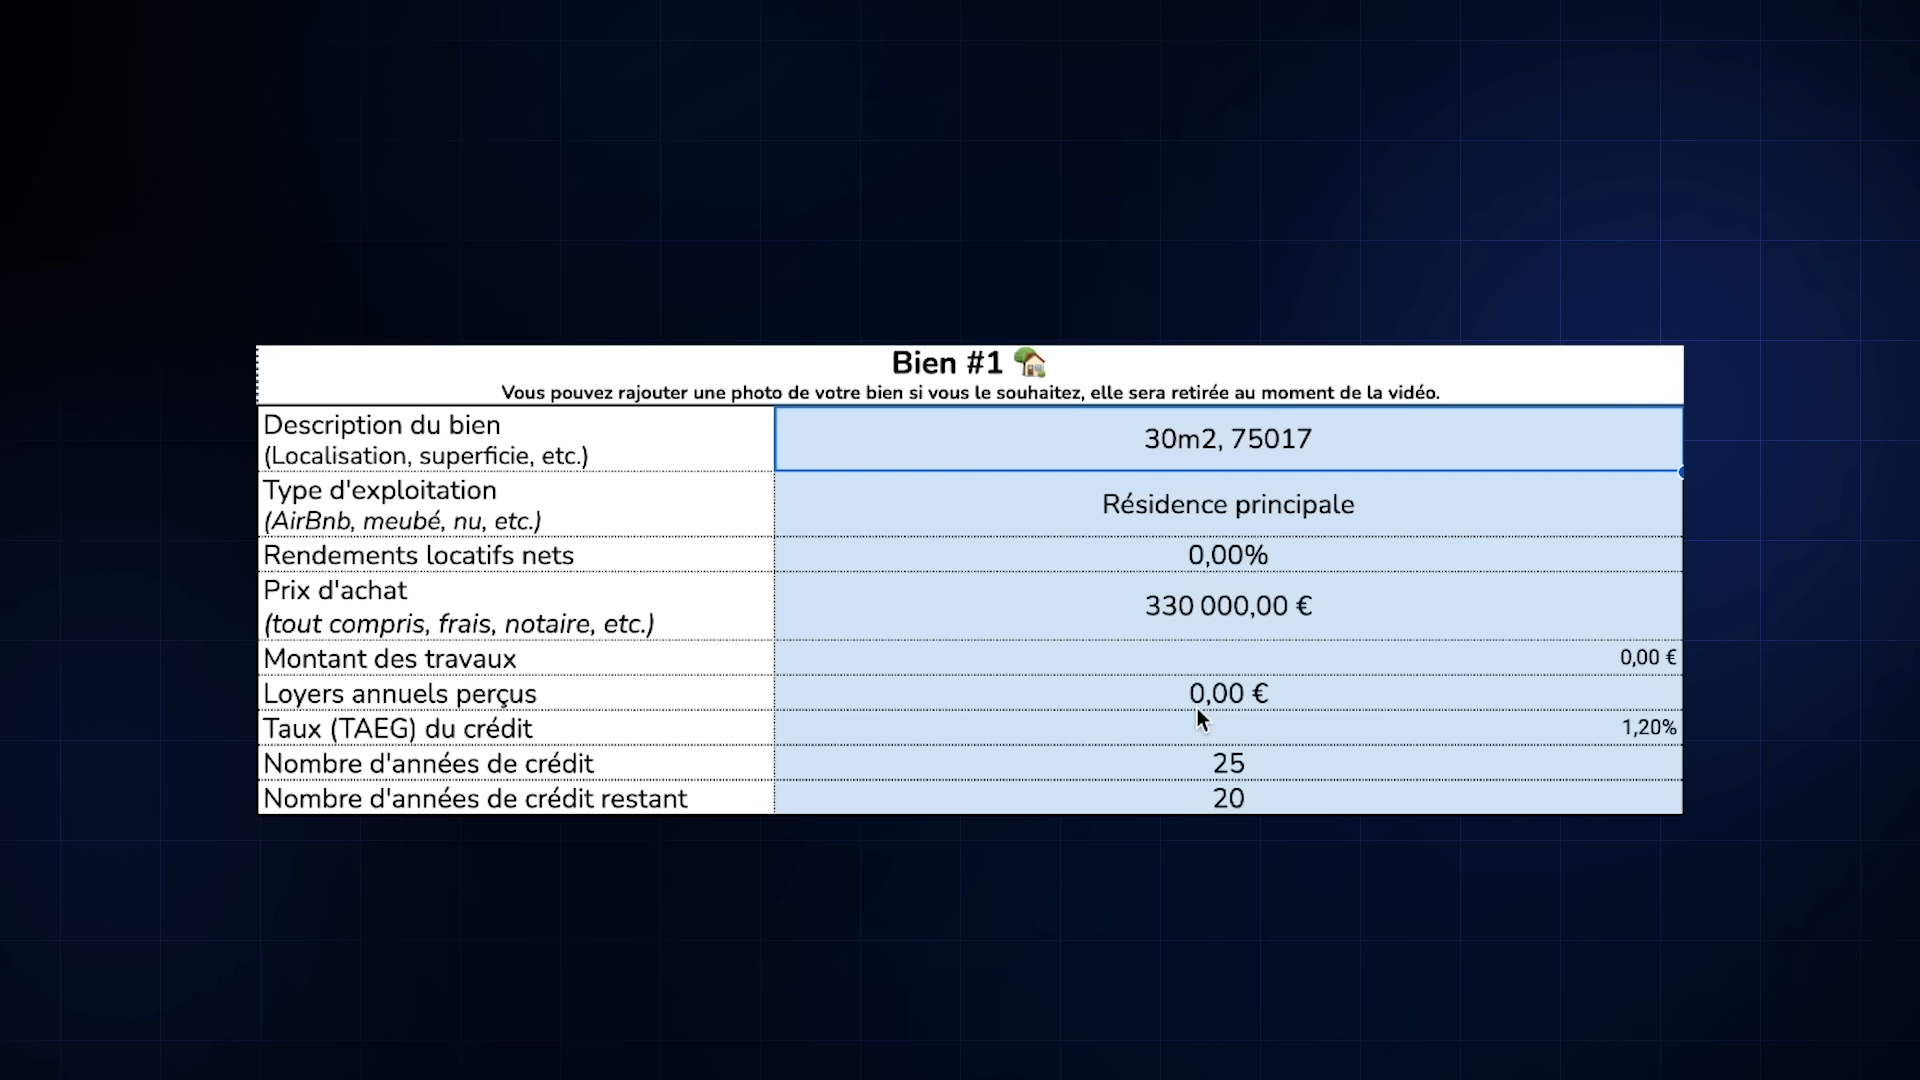 Bien #1 🏡
Vous pouvez rajouter une photo de votre bien si vous le souhaitez, elle sera retirée au moment de la vidéo.
Description du bien
(Localisation, superficie, etc.)
30m2, 75017
Type d'exploitation
(AirBnb, meubé, nu, etc.)
Résidence principale
Rendements locatifs nets
0,00%
Prix d'achat
(tout compris, frais, notaire, etc.)
330 000,00 €
Montant des travaux
0,00 €
Loyers annuels perçus
0,00 €
Taux (TAEG) du crédit
1,20%
Nombre d'années de crédit
25
Nombre d'années de crédit restant
20